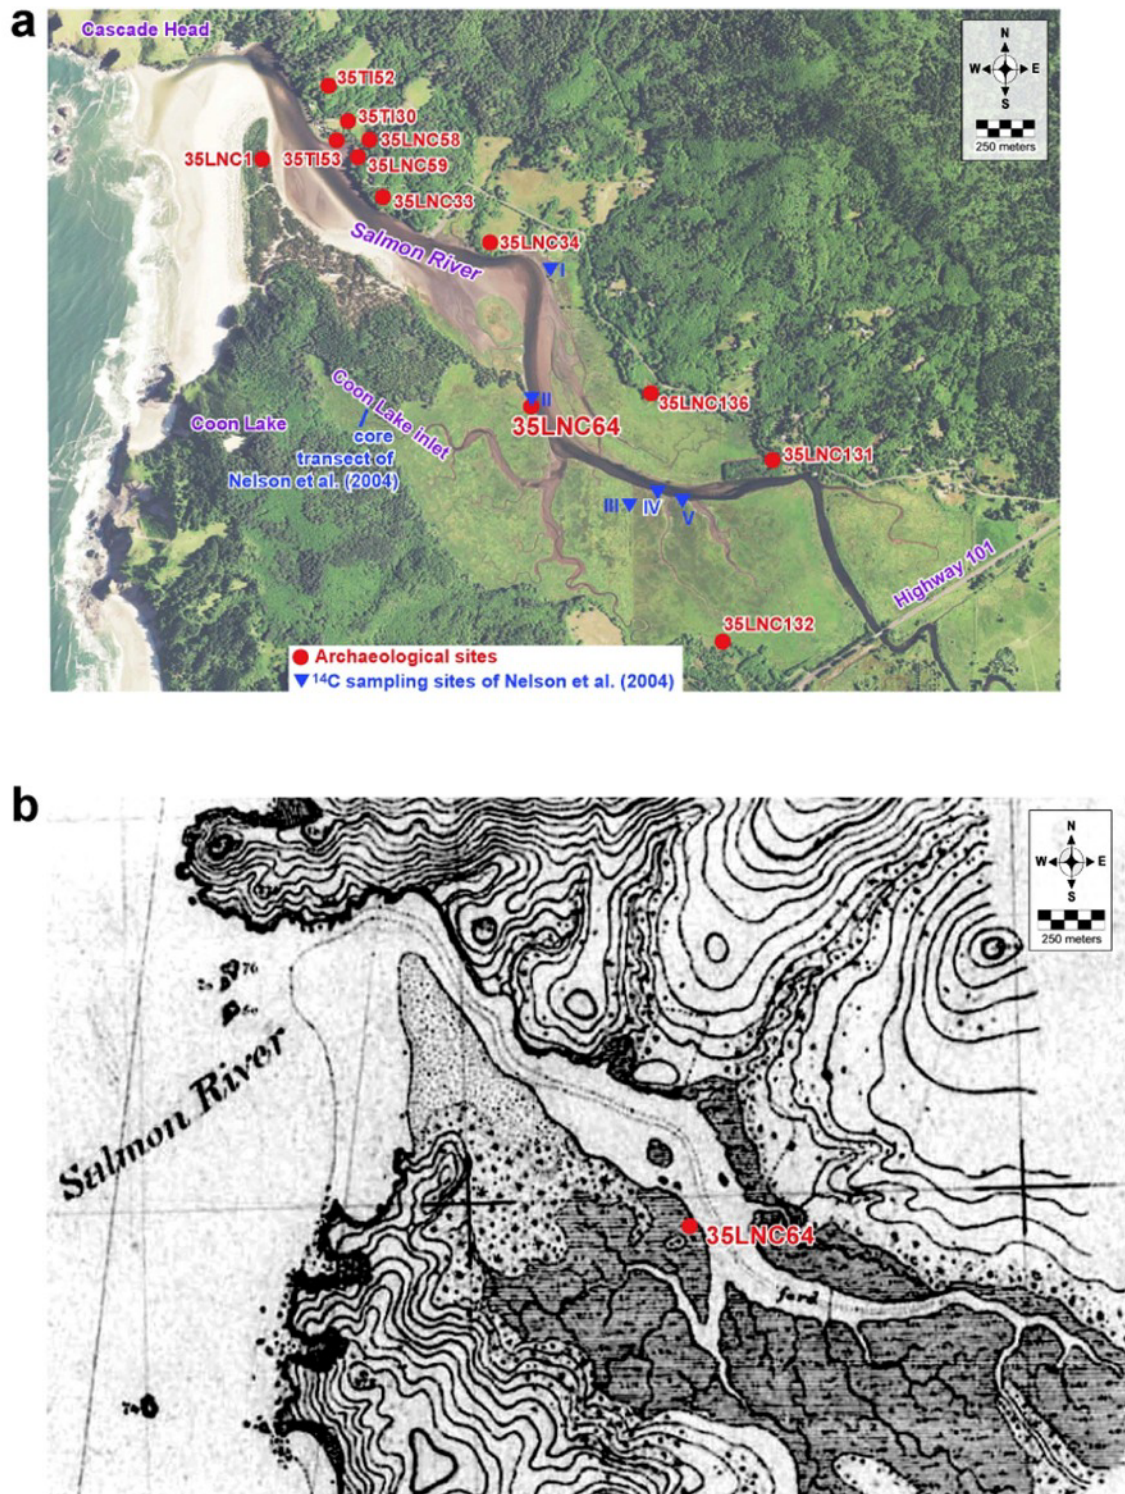 a
Cascade Head
N
W E
S
250 meters
35TI52
35TI30
35LNC58
35LNC1
35TI53
35LNC59
35LNC33
Salmon River
35LNC34
I
Coon Lake inlet
II
35LNC136
35LNC64
Coon Lake
core
transect of
Nelson et al. (2004)
35LNC131
III
IV
V
Highway 101
35LNC132
Archaeological sites
14C sampling sites of Nelson et al. (2004)
b
N
W E
S
250 meters
76
Salmon River
35LNC64
ford